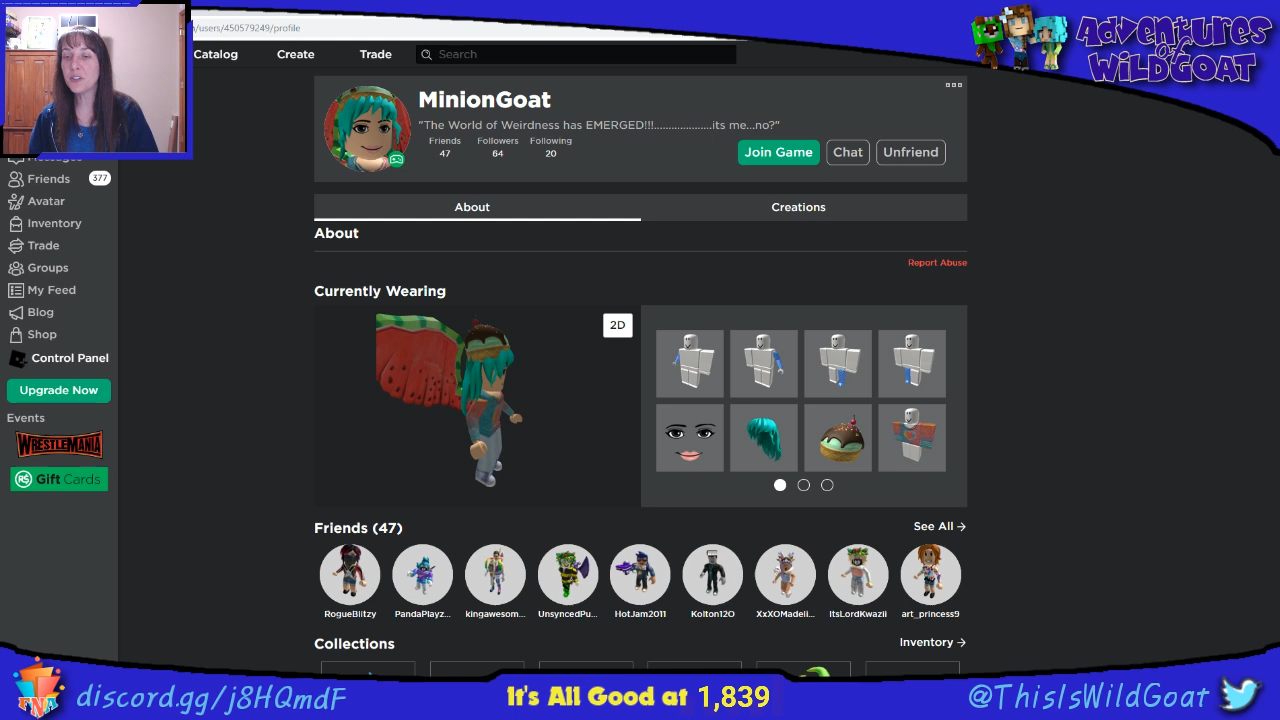 /users/450579249/profile
Catalog
Create
Trade
Search
Adventures
of
WildGoat
MinionGoat
"The World of Weirdness has EMERGED!!!..................its me...no?"
Friends
Followers
Following
47
64
20
Join Game
Chat
Unfriend
Messages
Friends
377
Avatar
Inventory
Trade
Groups
My Feed
Blog
Shop
Control Panel
Upgrade Now
Events
WRESTLEMANIA
R$ Gift Cards
About
Creations
About
Report Abuse
Currently Wearing
2D
Friends (47)
See All →
RogueBlitzy
PandaPlayz...
kingawesom...
UnsyncedPu...
HotJam2011
Kolton12O
XxXOMadeli...
ItsLordKwazii
art_princess9
Collections
Inventory →
FNA
discord.gg/j8HQmdF
It's All Good at 1,839
@ThisIsWildGoat